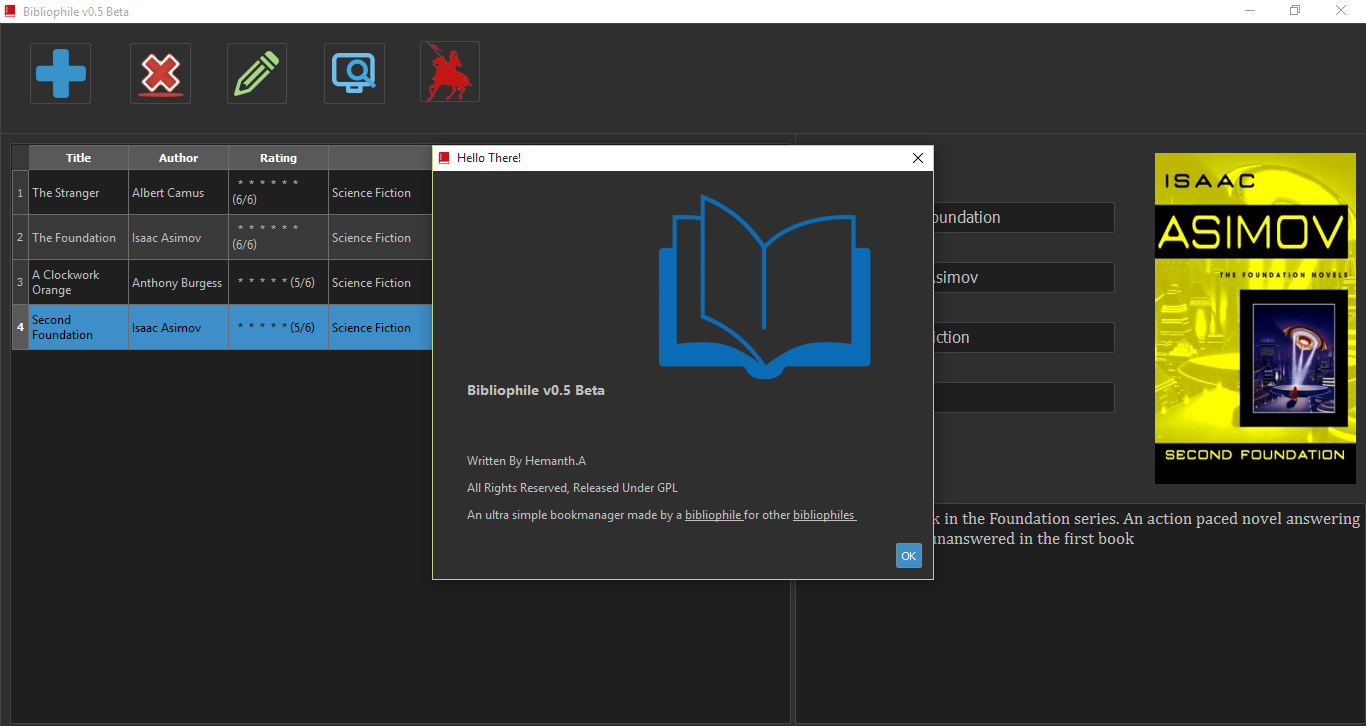 Bibliophile v0.5 Beta
Title Author Rating
1 The Stranger Albert Camus * * * * * * (6/6) Science Fiction
2 The Foundation Isaac Asimov * * * * * * (6/6) Science Fiction
3 A Clockwork Orange Anthony Burgess * * * * * (5/6) Science Fiction
4 Second Foundation Isaac Asimov * * * * * (5/6) Science Fiction
Hello There!
Bibliophile v0.5 Beta
Written By Hemanth.A
All Rights Reserved, Released Under GPL
An ultra simple bookmanager made by a bibliophile for other bibliophiles
OK
ISAAC
ASIMOV
THE FOUNDATION NOVELS
SECOND FOUNDATION
in the Foundation series. An action paced novel answering
in the first book